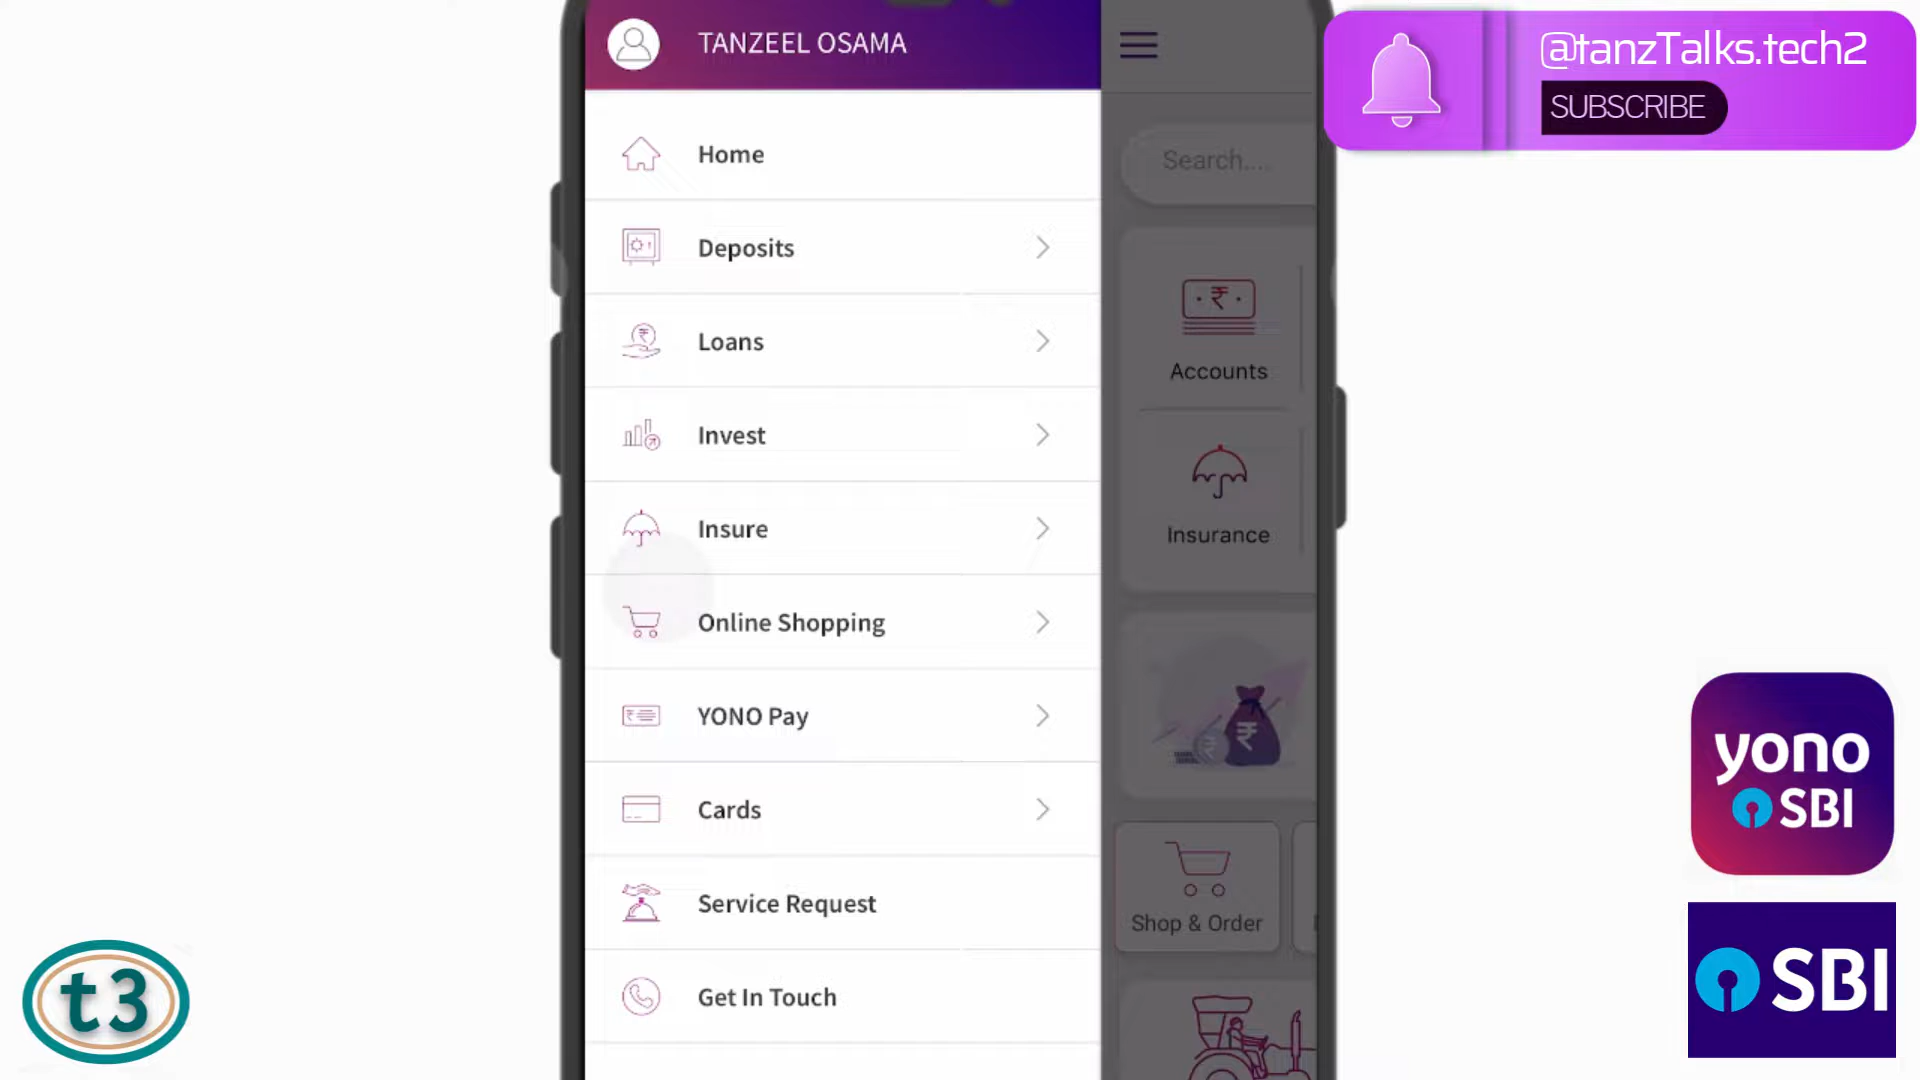 TANZEEL OSAMA
@tanzTalks.tech2
SUBSCRIBE
Home
Search....
Deposits
Loans
Accounts
Invest
Insure
Insurance
Online Shopping
YONO Pay
yono
SBI
Cards
Service Request
Shop & Order
SBI
Get In Touch
t3